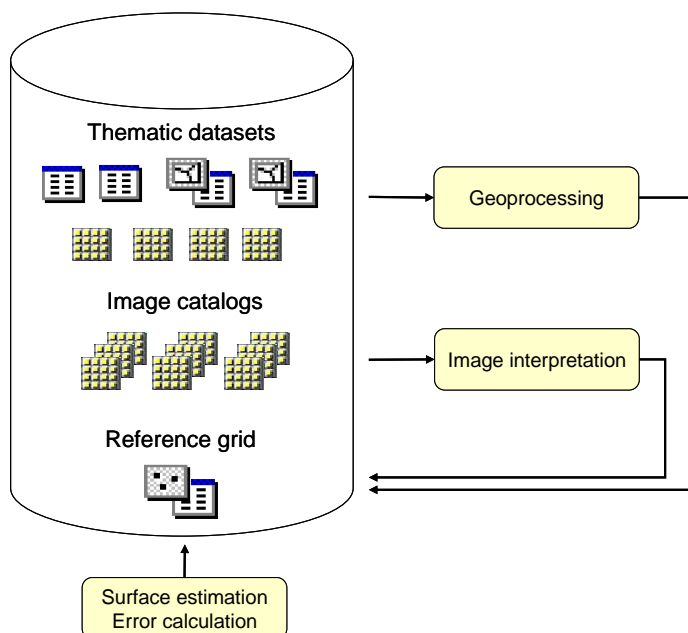 Thematic datasets
Geoprocessing
Image catalogs
Image interpretation
Reference grid
Surface estimation
Error calculation